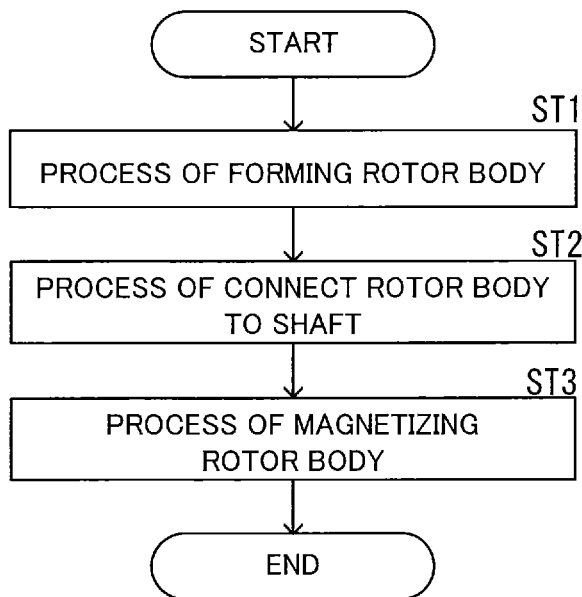 START
ST1
PROCESS OF FORMING ROTOR BODY
ST2
PROCESS OF CONNECT ROTOR BODY
TO SHAFT
ST3
PROCESS OF MAGNETIZING
ROTOR BODY
END